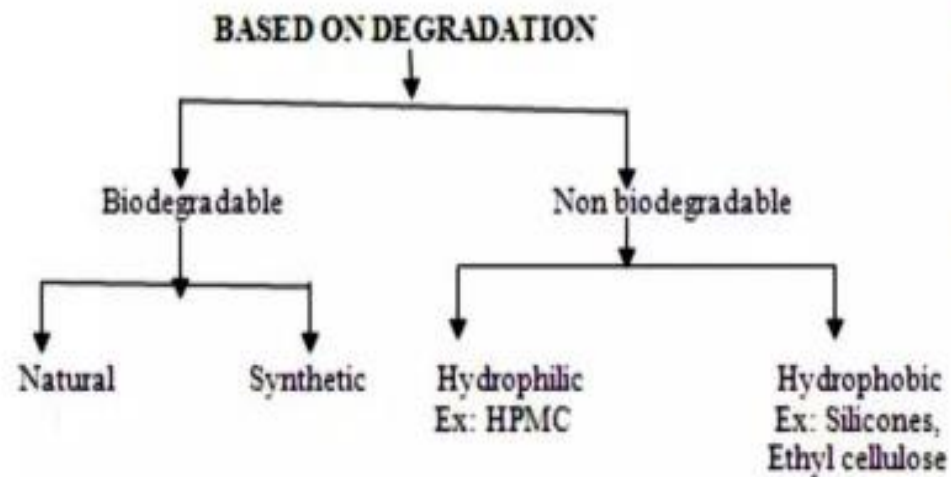 BASED ON DEGRADATION
Biodegradable
Non biodegradable
Natural
Synthetic
Hydrophilic
Ex: HPMC
Hydrophobic
Ex: Silicones,
Ethyl cellulose